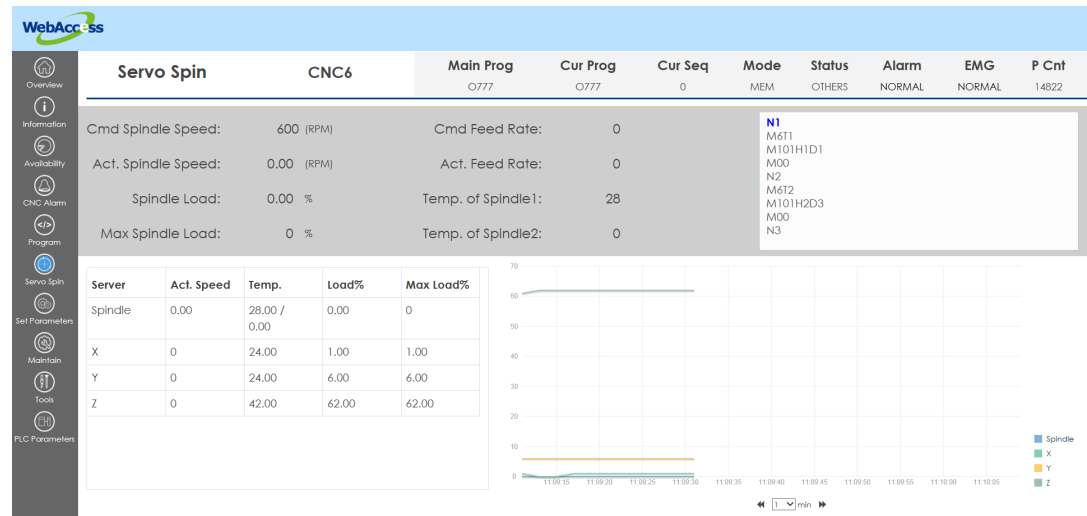 WebAccess
Overview
Information
Availability
CNC Alarm
Program
Servo Spin
Set Parameters
Maintain
Tools
PLC Parameters
Servo Spin CNC6
Main Prog Cur Prog Cur Seq Mode Status Alarm EMG P Cnt
O777 O777 0 MEM OTHERS NORMAL NORMAL 14822
Cmd Spindle Speed: 600 (RPM) Cmd Feed Rate: 0
Act. Spindle Speed: 0.00 (RPM) Act. Feed Rate: 0
Spindle Load: 0.00 % Temp. of Spindle1: 28
Max Spindle Load: 0 % Temp. of Spindle2: 0
N1
M6T1
M101H1D1
M00
N2
M6T2
M101H2D3
M00
N3
Server Act. Speed Temp. Load% Max Load%
Spindle 0.00 28.00 / 0.00 0
0.00
X 0 24.00 1.00 1.00
Y 0 24.00 6.00 6.00
Z 0 42.00 62.00 62.00
70
60
50
40
30
20
10
0
11:09:15 11:09:20 11:09:25 11:09:30 11:09:35 11:09:40 11:09:45 11:09:50 11:09:55 11:10:00 11:10:05
Spindle
X
Y
Z
1 min